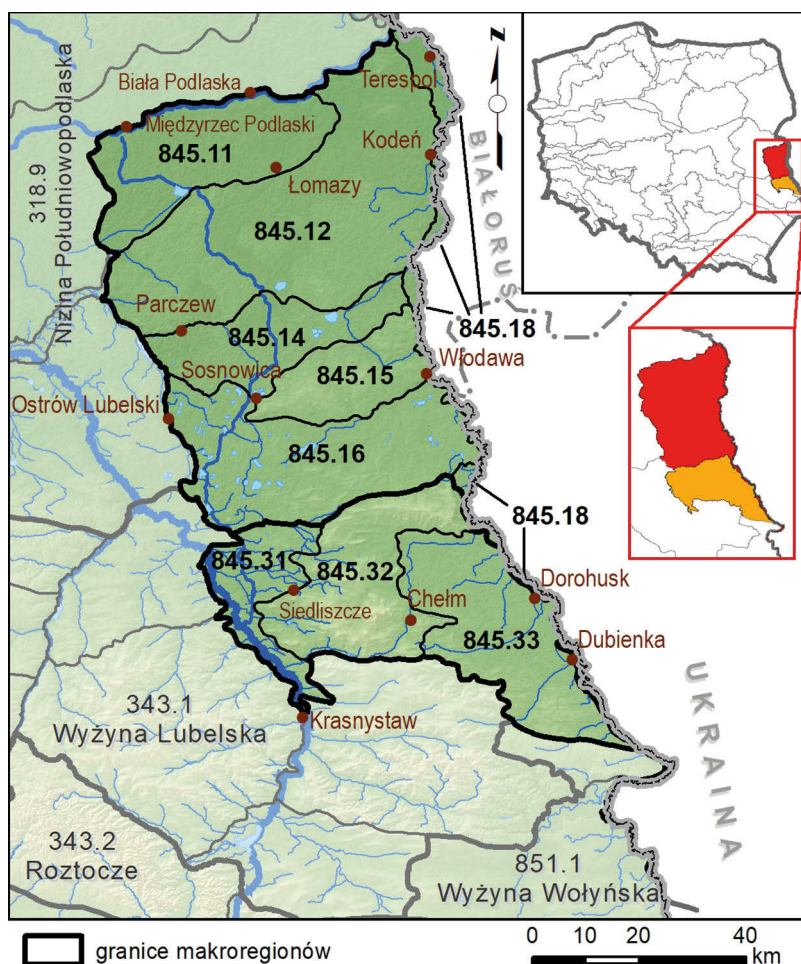 Terespol
Biała Podlaska
Międzyrzec Podlaski
845.11
Kodeń
Łomazy
BIAŁORUŚ
318.9
Nizina Południowopodlaska
845.12
Parczew
845.14
845.18
Sosnowica
845.15
Włodawa
Ostrów Lubelski
845.16
845.18
845.31
845.32
Dorohusk
Siedliszcze
Chełm
845.33
Dubienka
343.1
Wyżyna Lubelska
Krasnystaw
UKRAINA
343.2
Roztocze
851.1
Wyżyna Wołyńska
granice makroregionów
0 10 20 40
km